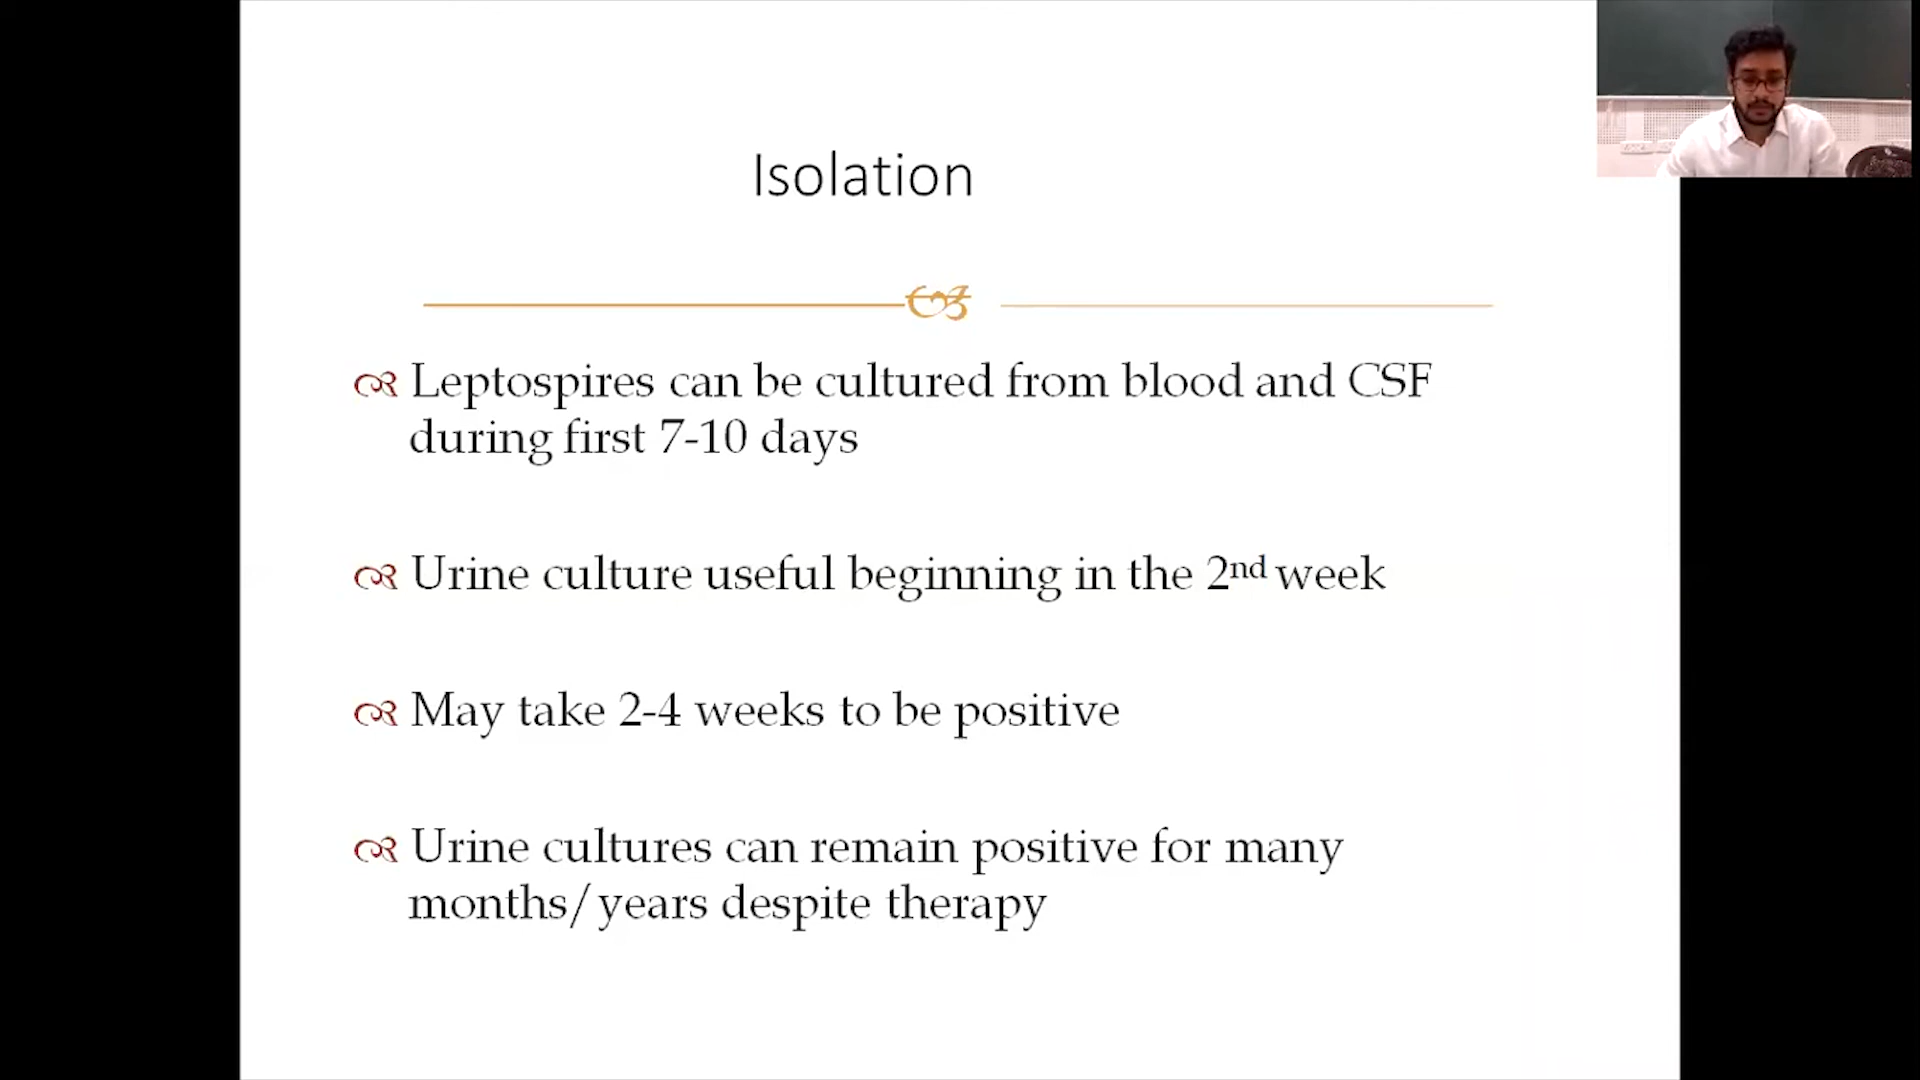 Isolation
Leptospires can be cultured from blood and CSF
during first 7-10 days
Urine culture useful beginning in the 2nd week
May take 2-4 weeks to be positive
Urine cultures can remain positive for many
months/years despite therapy